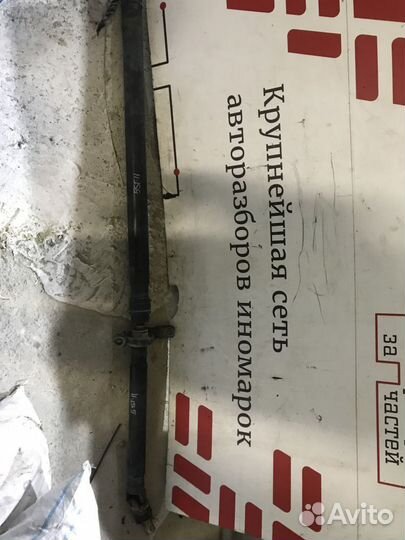 Крупнейшая сеть
авторазборов иномарок
за
частей
Avito